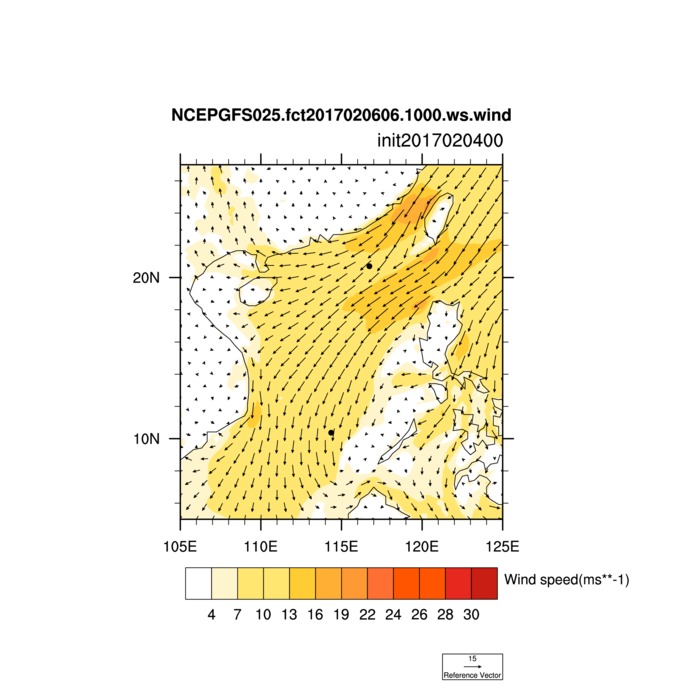 NCEPGFS025.fct2017020606.1000.ws.wind
init2017020400
20N
10N
105E 110E 115E 120E 125E
Wind speed(ms**-1)
4 7 10 13 16 19 22 24 26 28 30
15
Reference Vector